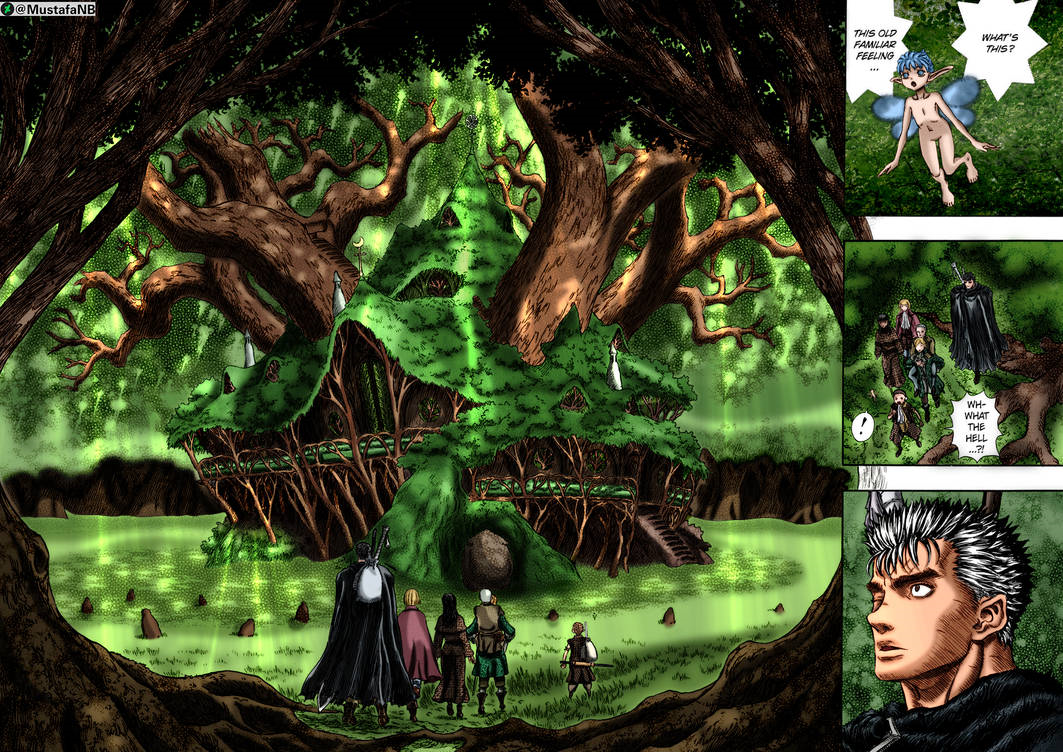 @MustafaNB
WHAT'S
THIS?
THIS OLD
FAMILIAR
FEELING
...
!
WH-
WHAT
THE
HELL
...?!